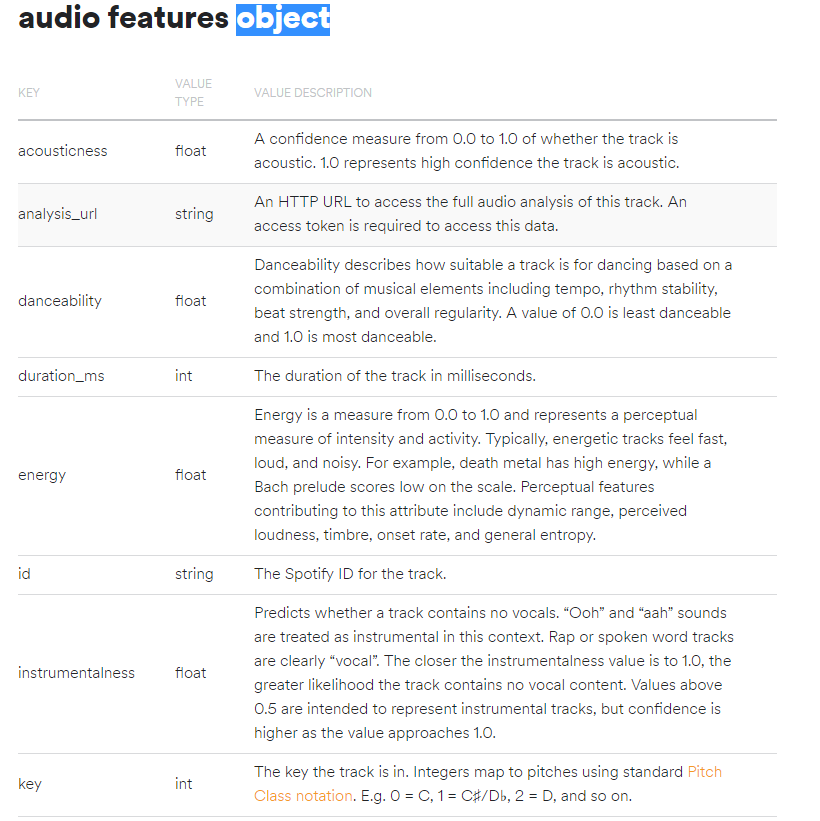 audio features object
KEY
VALUE
TYPE
VALUE DESCRIPTION
acousticness
float
A confidence measure from 0.0 to 1.0 of whether the track is
acoustic. 1.0 represents high confidence the track is acoustic.
analysis_url
string
An HTTP URL to access the full audio analysis of this track. An
access token is required to access this data.
danceability
float
Danceability describes how suitable a track is for dancing based on a
combination of musical elements including tempo, rhythm stability,
beat strength, and overall regularity. A value of 0.0 is least danceable
and 1.0 is most danceable.
duration_ms
int
The duration of the track in milliseconds.
energy
float
Energy is a measure from 0.0 to 1.0 and represents a perceptual
measure of intensity and activity. Typically, energetic tracks feel fast,
loud, and noisy. For example, death metal has high energy, while a
Bach prelude scores low on the scale. Perceptual features
contributing to this attribute include dynamic range, perceived
loudness, timbre, onset rate, and general entropy.
id
string
The Spotify ID for the track.
instrumentalness
float
Predicts whether a track contains no vocals. “Ooh” and “aah” sounds
are treated as instrumental in this context. Rap or spoken word tracks
are clearly “vocal”. The closer the instrumentalness value is to 1.0, the
greater likelihood the track contains no vocal content. Values above
0.5 are intended to represent instrumental tracks, but confidence is
higher as the value approaches 1.0.
key
int
The key the track is in. Integers map to pitches using standard Pitch
Class notation. E.g. 0 = C, 1 = C♯/D♭, 2 = D, and so on.